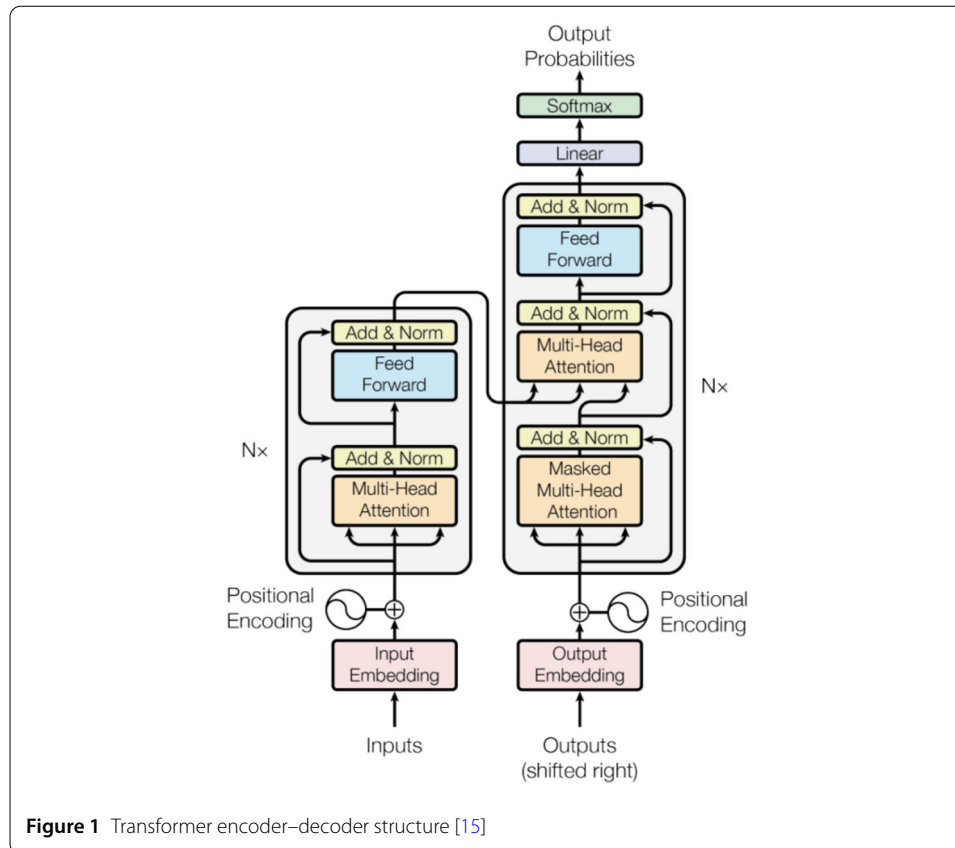 Output
Probabilities
Softmax
Linear
Add & Norm
Feed
Forward
Add & Norm
Multi-Head
Attention
Add & Norm
Masked
Multi-Head
Attention
N×
Add & Norm
Feed
Forward
Add & Norm
Multi-Head
Attention
N×
Positional
Encoding
Positional
Encoding
Input
Embedding
Output
Embedding
Inputs
Outputs
(shifted right)
Figure 1 Transformer encoder–decoder structure [15]